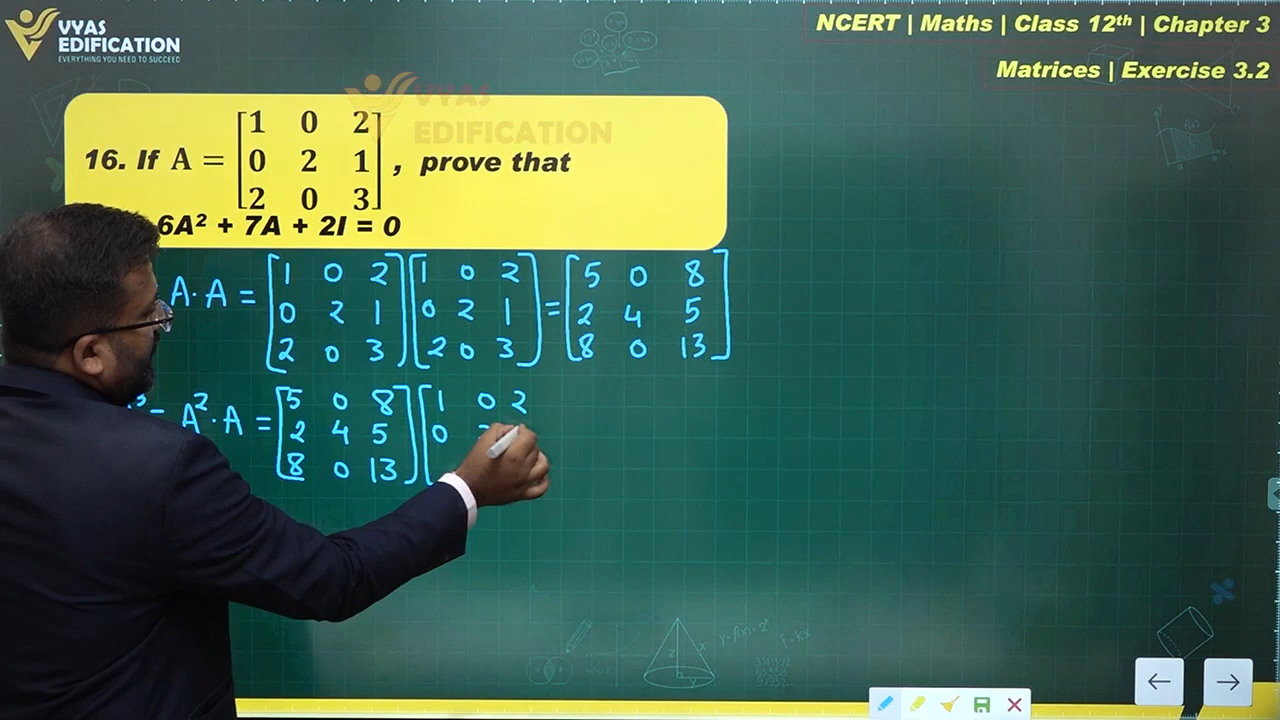 VYAS
EDIFICATION
EVERYTHING YOU NEED TO SUCCEED
NCERT | Maths | Class 12th | Chapter 3
Matrices | Exercise 3.2
VYAS
EDIFICATION
16. If A = [1 0 2
0 2 1
2 0 3] , prove that
6A² + 7A + 2I = 0
A · A = [1 0 2
0 2 1
2 0 3] [1 0 2
0 2 1
2 0 3] = [5 0 8
2 4 5
8 0 13]
= A² · A = [5 0 8
2 4 5
8 0 13] [1 0 2
0